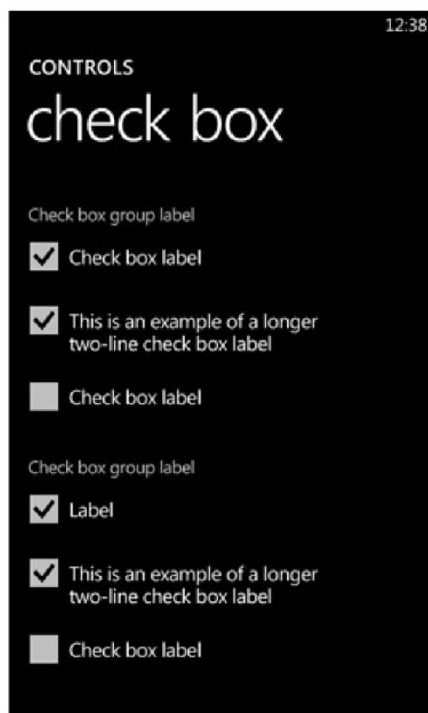 12:38
CONTROLS
check box
Check box group label
Check box label
This is an example of a longer
two-line check box label
Check box label
Check box group label
Label
This is an example of a longer
two-line check box label
Check box label